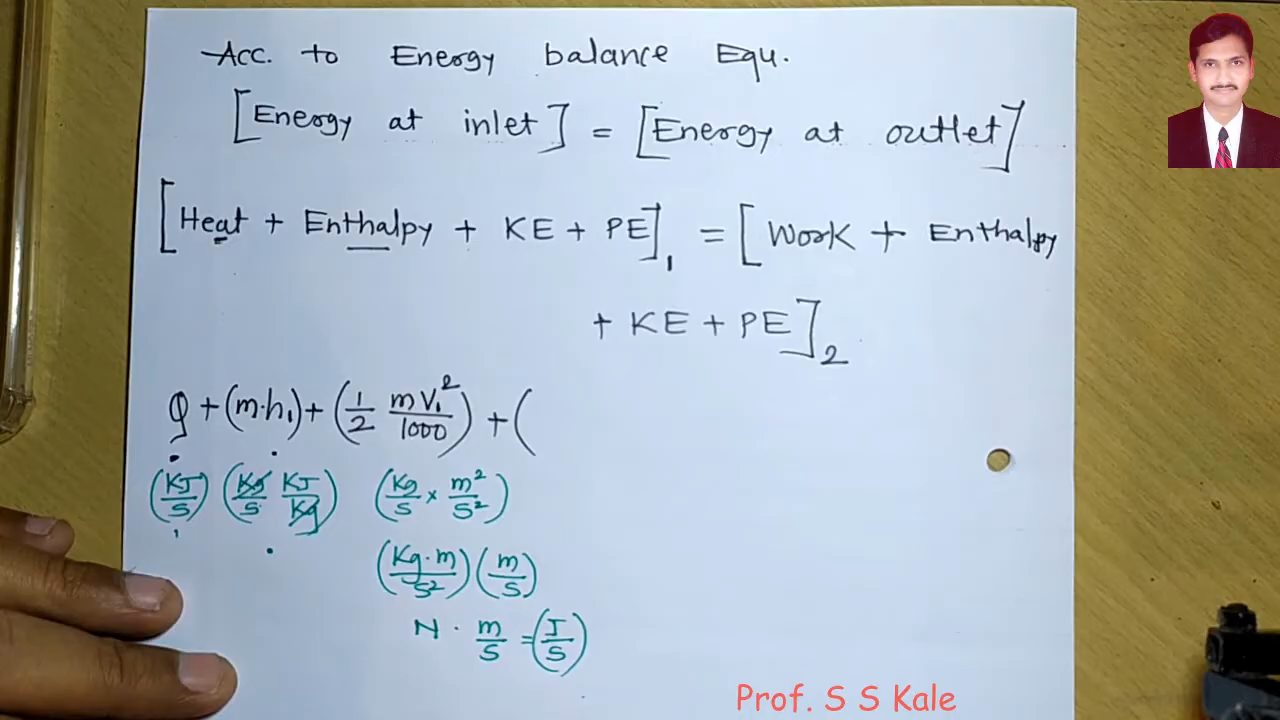 Acc. to Energy balance Equ.
[Energy at inlet] = [Energy at outlet]
[Heat + Enthalpy + KE + PE]₁ = [Work + Enthalpy
+ KE + PE]₂
Q + (m·h₁) + (1/2 mV₁²/1000) + (
(KJ/S) (Kg/S KJ/Kg) (Kg/S × m²/S²)
(Kg·m/S²) (m/S)
N · m/S = (J/S)
Prof. S S Kale